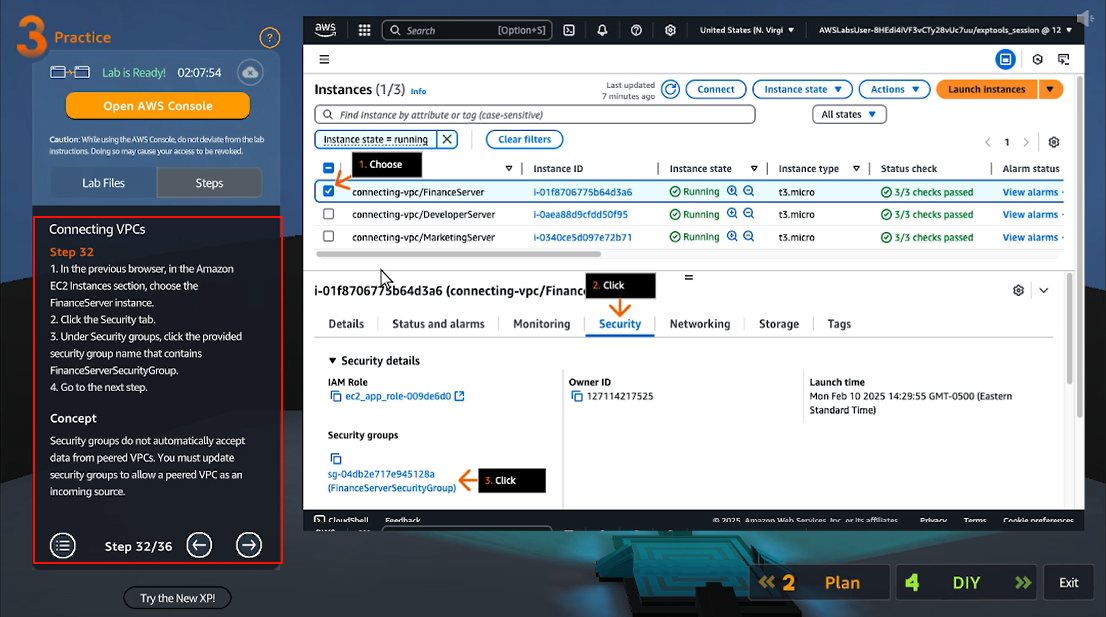 3 Practice
?
Lab is Ready! 02:07:54
Open AWS Console
Caution: While using the AWS Console, do not deviate from the lab
instructions. Doing so may cause your access to be revoked.
Lab Files
Steps
Connecting VPCs
Step 32
1. In the previous browser, in the Amazon
EC2 Instances section, choose the
FinanceServer instance.
2. Click the Security tab.
3. Under Security groups, click the provided
security group name that contains
FinanceServerSecurityGroup.
4. Go to the next step.
Concept
Security groups do not automatically accept
data from peered VPCs. You must update
security groups to allow a peered VPC as an
incoming source.
Step 32/36
Try the New XP!
aws
Search [Option+S]
United States (N. Virgi
AWSLabsUser-8HEdi4iVF3vCTy28vUc7uu/exptools_session @ 12
Instances (1/3) Info
Last updated
7 minutes ago
Connect
Instance state
Actions
Launch instances
Find Instance by attribute or tag (case-sensitive)
All states
Instance state = running
Clear filters
1
1. Choose
Instance ID Instance state Instance type Status check Alarm status
connecting-vpc/FinanceServer i-01f8706775b64d3a6 Running t3.micro 3/3 checks passed View alarms
connecting-vpc/DeveloperServer i-0aea88d9cfdd50f95 Running t3.micro 3/3 checks passed View alarms
connecting-vpc/MarketingServer i-0340ce5d097e72b71 Running t3.micro 3/3 checks passed View alarms
i-01f8706775b64d3a6 (connecting-vpc/Financ
2. Click
Details Status and alarms Monitoring Security Networking Storage Tags
Security details
IAM Role
ec2_app_role-009de6d0
Owner ID
127114217525
Launch time
Mon Feb 10 2025 14:29:55 GMT-0500 (Eastern
Standard Time)
Security groups
sg-04db2e717e945128a
(FinanceServerSecurityGroup)
3. Click
CloudShell Feedback © 2025, Amazon Web Services, Inc. or its affiliates. Privacy Terms Cookie preferences
2 Plan
4 DIY
Exit